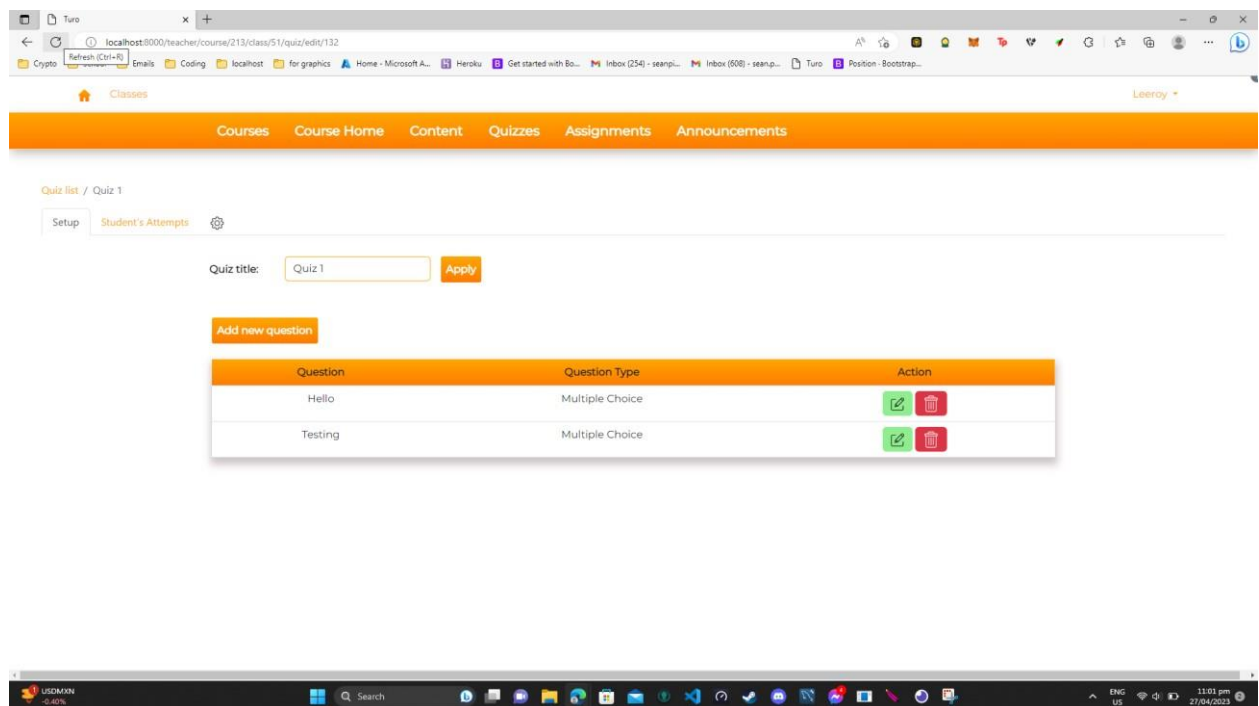 Turo
localhost:8000/teacher/course/213/class/51/quiz/edit/132
Refresh (Ctrl+R)
Crypto Emails Coding localhost for graphics Home - Microsoft A... Heroku Get started with Bo... Inbox (254) - seanpi... Inbox (608) - sean.p... Turo Position - Bootstrap...
Classes Leeroy
Courses Course Home Content Quizzes Assignments Announcements
Quiz list / Quiz 1
Setup Student's Attempts
Quiz title: Quiz 1 Apply
Add new question
Question Question Type Action
Hello Multiple Choice
Testing Multiple Choice
USDMXN
-0.40%
Search
ENG
US
11:01 pm
27/04/2023